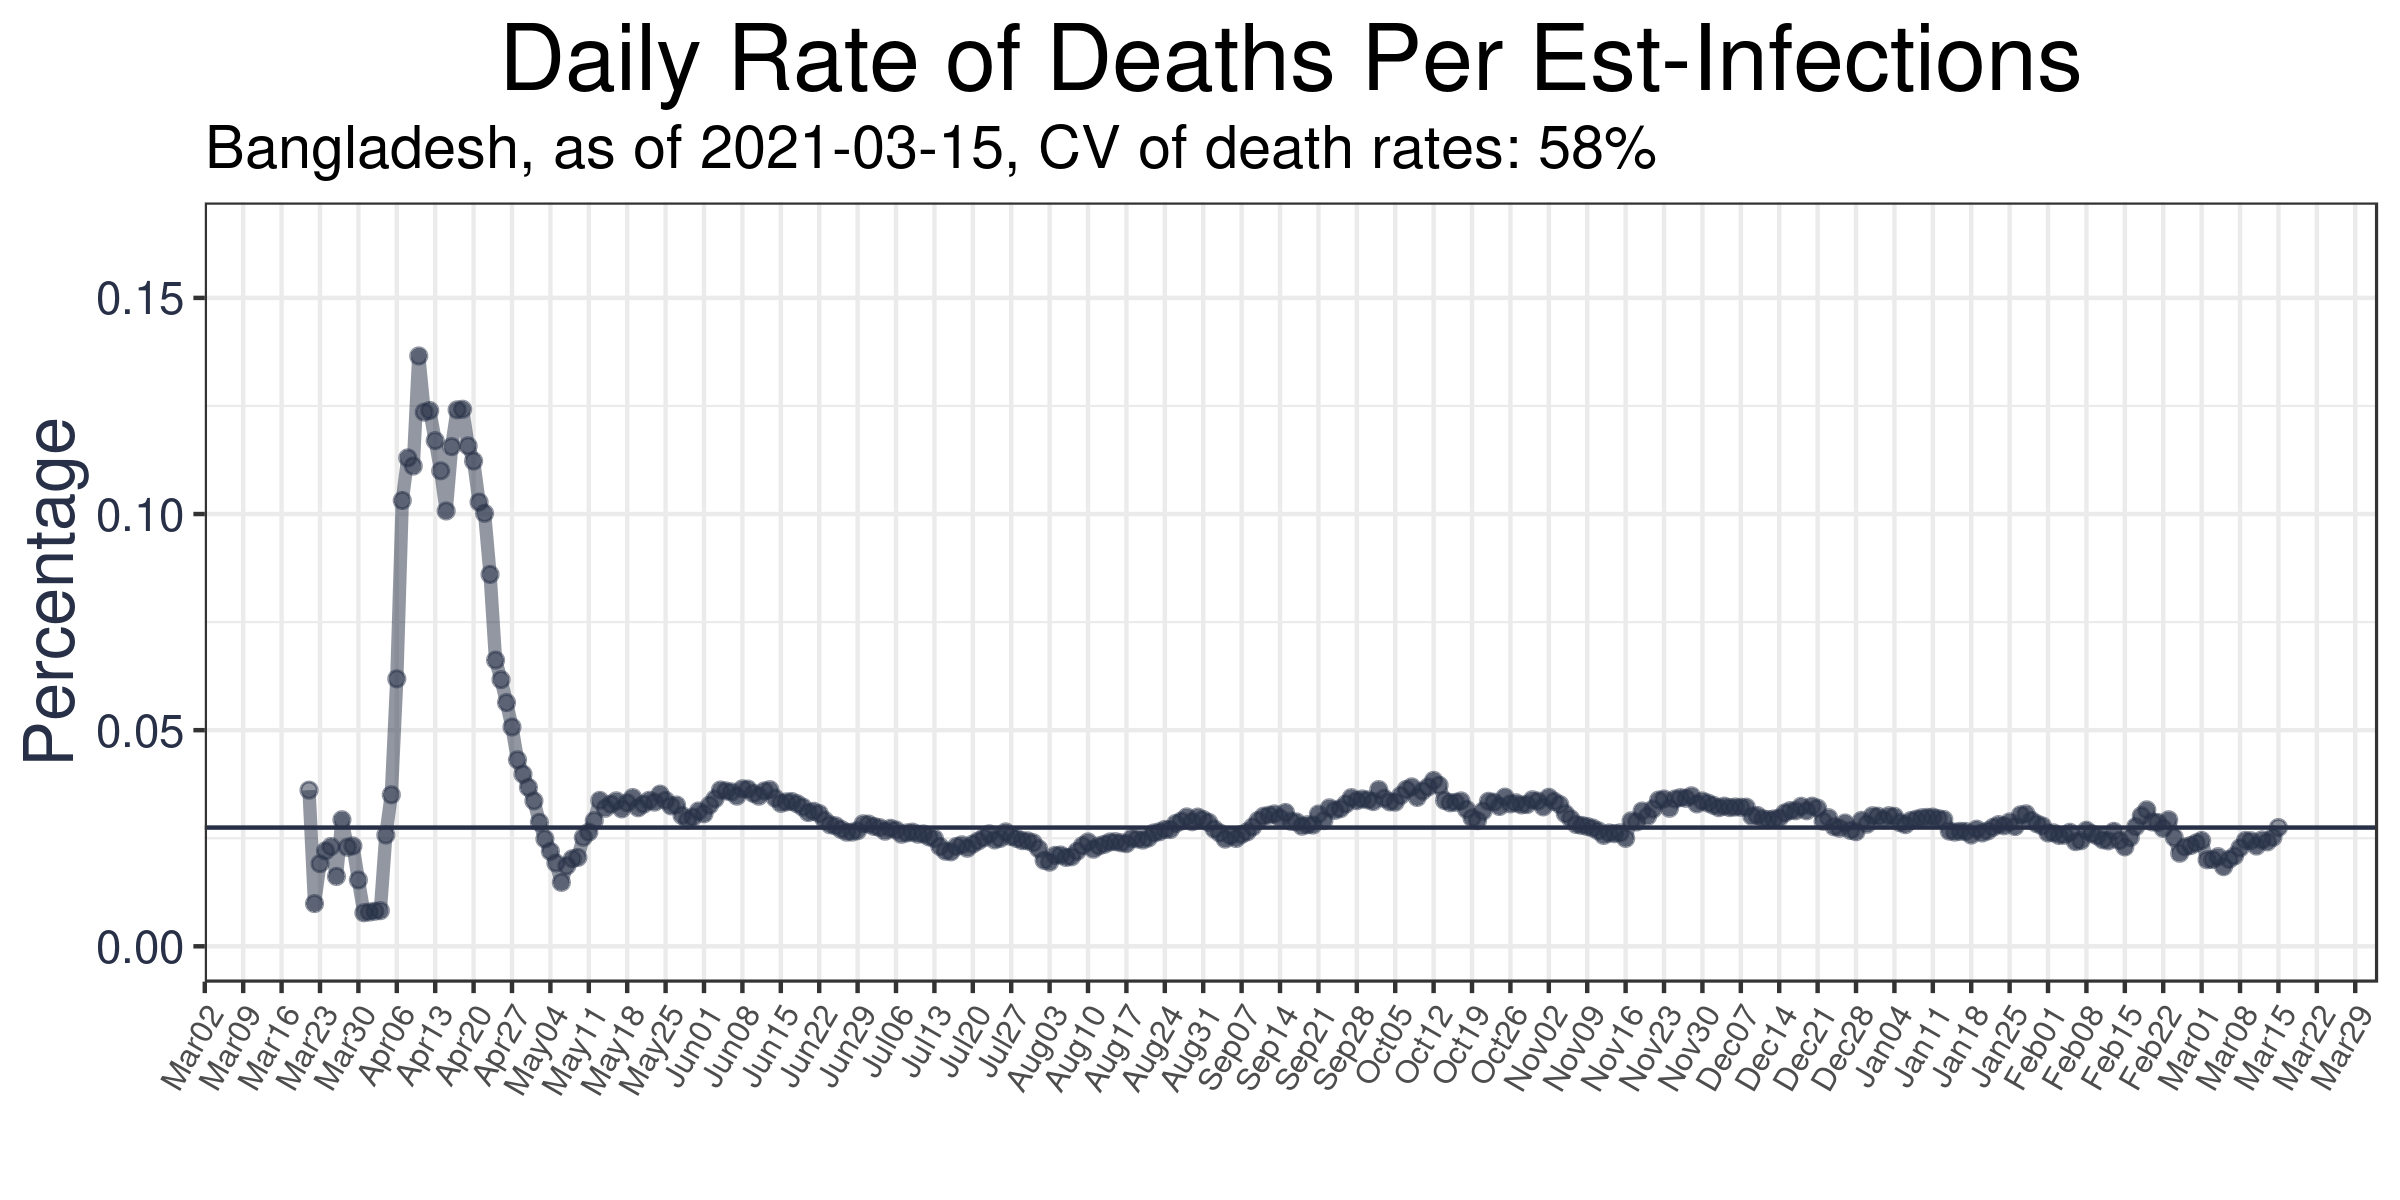 Daily Rate of Deaths Per Est-Infections
Bangladesh, as of 2021-03-15, CV of death rates: 58%
Percentage
0.15
0.10
0.05
0.00
Mar02 Mar09 Mar16 Mar23 Mar30 Apr06 Apr13 Apr20 Apr27 May04 May11 May18 May25 Jun01 Jun08 Jun15 Jun22 Jun29 Jul06 Jul13 Jul20 Jul27 Aug03 Aug10 Aug17 Aug24 Aug31 Sep07 Sep14 Sep21 Sep28 Oct05 Oct12 Oct19 Oct26 Nov02 Nov09 Nov16 Nov23 Nov30 Dec07 Dec14 Dec21 Dec28 Jan04 Jan11 Jan18 Jan25 Feb01 Feb08 Feb15 Feb22 Mar01 Mar08 Mar15 Mar22 Mar29